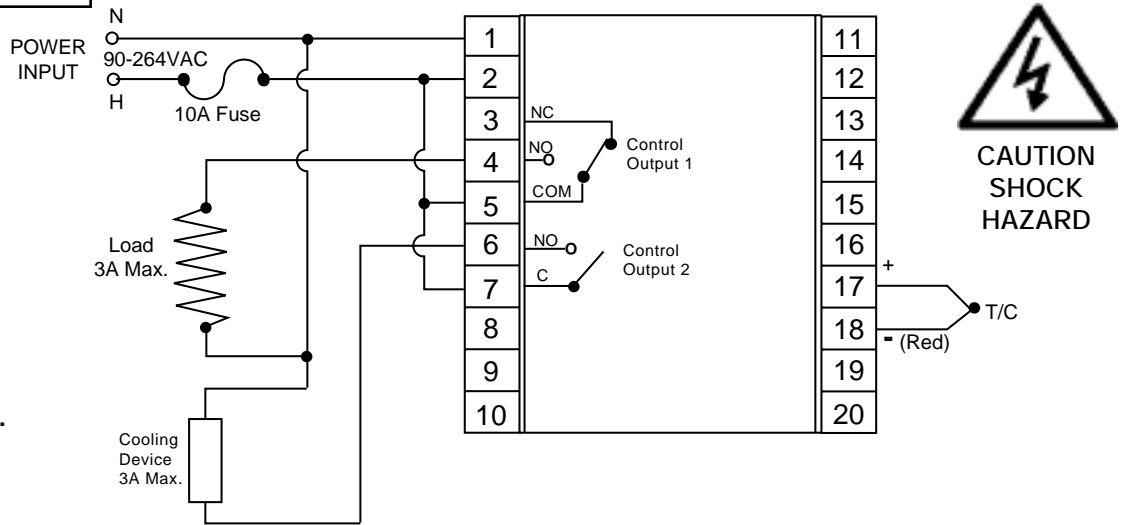 N
POWER
INPUT
90-264VAC
H
10A Fuse
Load
3A Max.
Cooling
Device
3A Max.
.
1
2
3
4
5
6
7
8
9
10
NC
NO
COM
Control
Output 1
NO
C
Control
Output 2
11
12
13
14
15
16
17
18
19
20
+
T/C
- (Red)
CAUTION
SHOCK
HAZARD